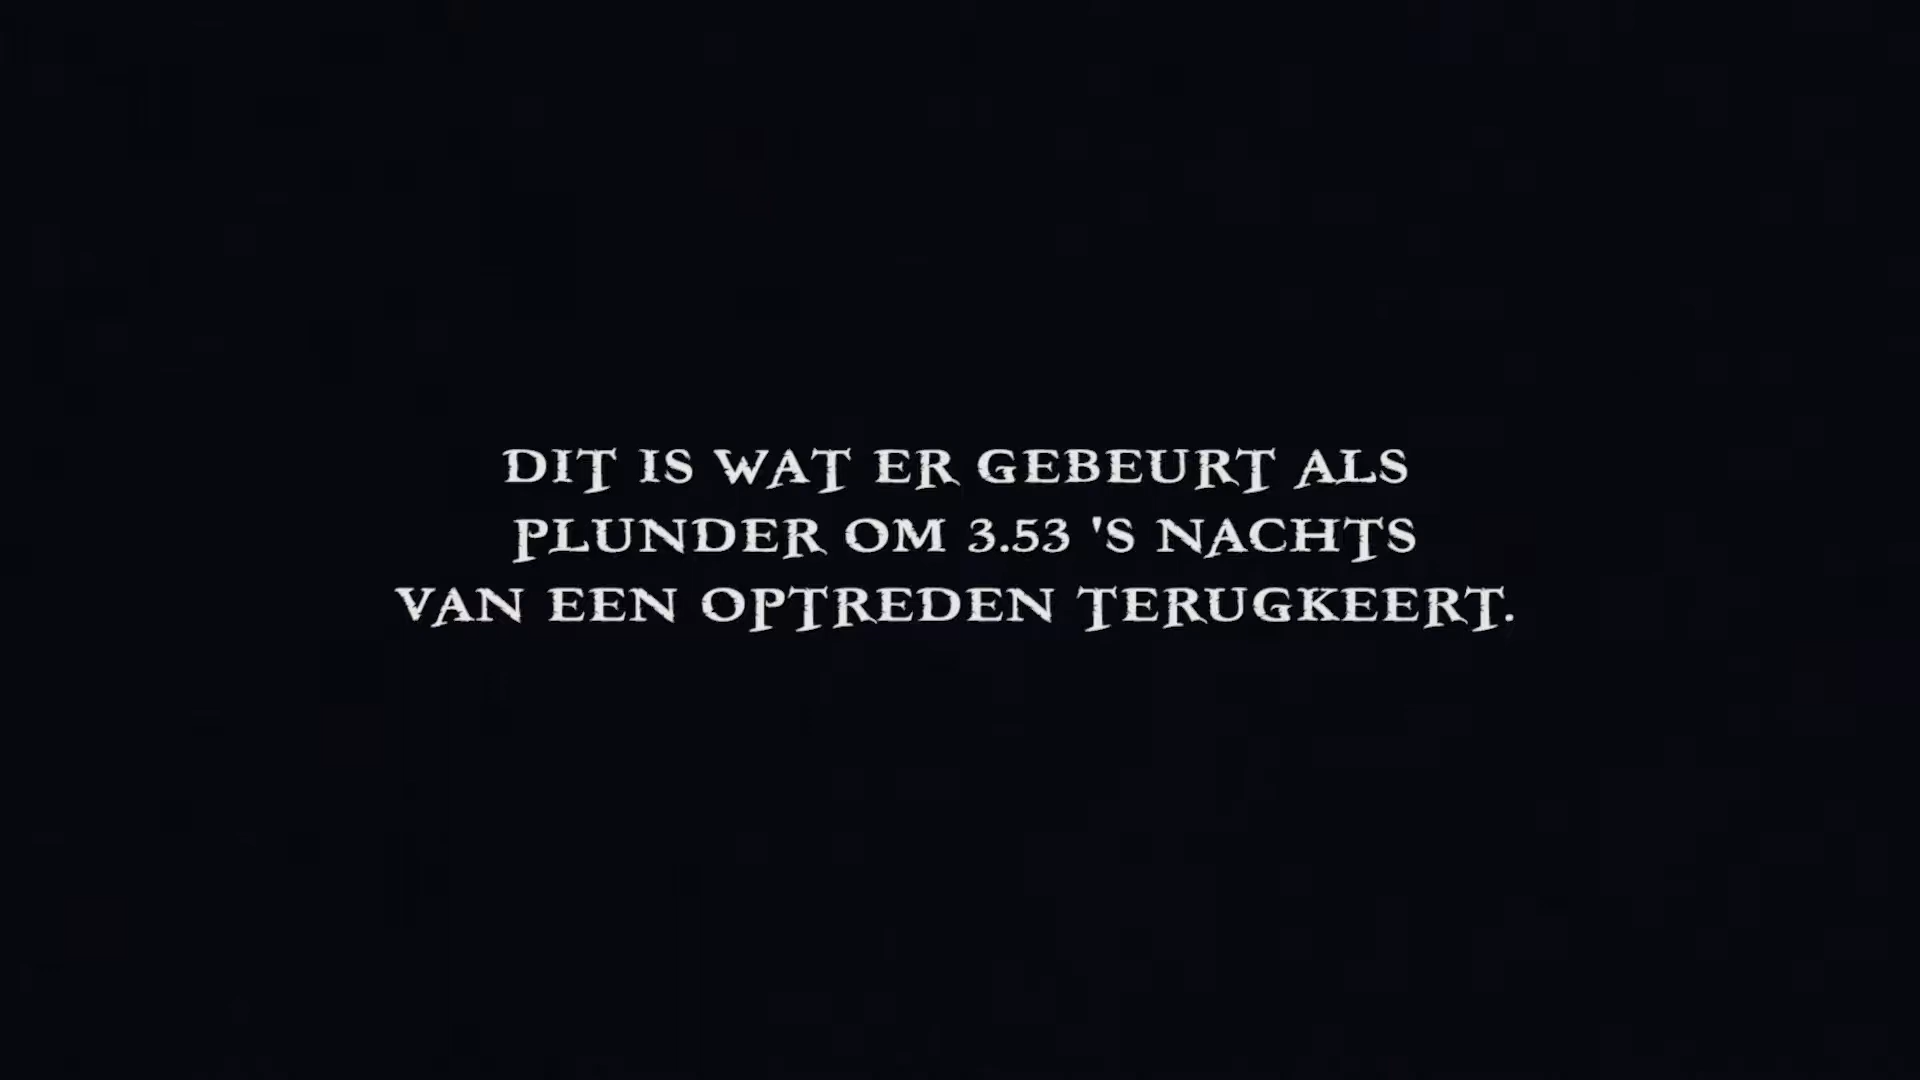 DIT IS WAT ER GEBEURT ALS
PLUNDER OM 3.53 'S NACHTS
VAN EEN OPTREDEN TERUGKEERT.